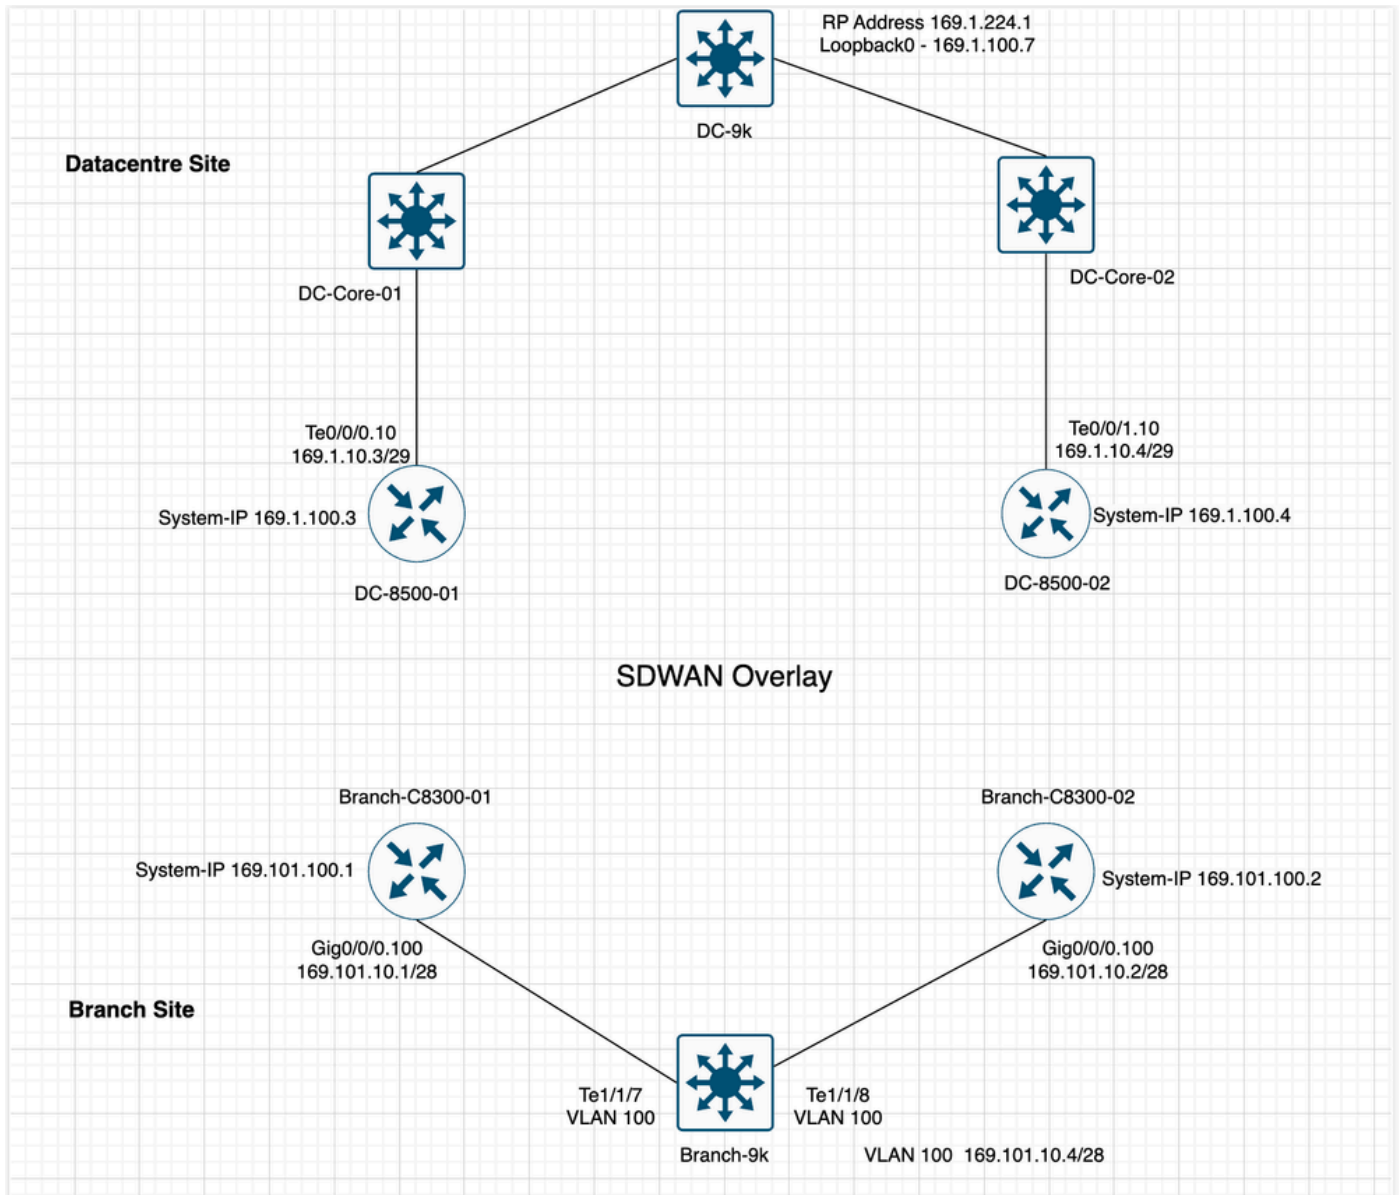 RP Address 169.1.224.1
Loopback0 - 169.1.100.7
DC-9k
Datacentre Site
DC-Core-01
DC-Core-02
Te0/0/0.10
169.1.10.3/29
Te0/0/1.10
169.1.10.4/29
System-IP 169.1.100.3
System-IP 169.1.100.4
DC-8500-01
DC-8500-02
SDWAN Overlay
Branch-C8300-01
Branch-C8300-02
System-IP 169.101.100.1
System-IP 169.101.100.2
Gig0/0/0.100
169.101.10.1/28
Gig0/0/0.100
169.101.10.2/28
Branch Site
Te1/1/7
VLAN 100
Te1/1/8
VLAN 100
Branch-9k
VLAN 100 169.101.10.4/28